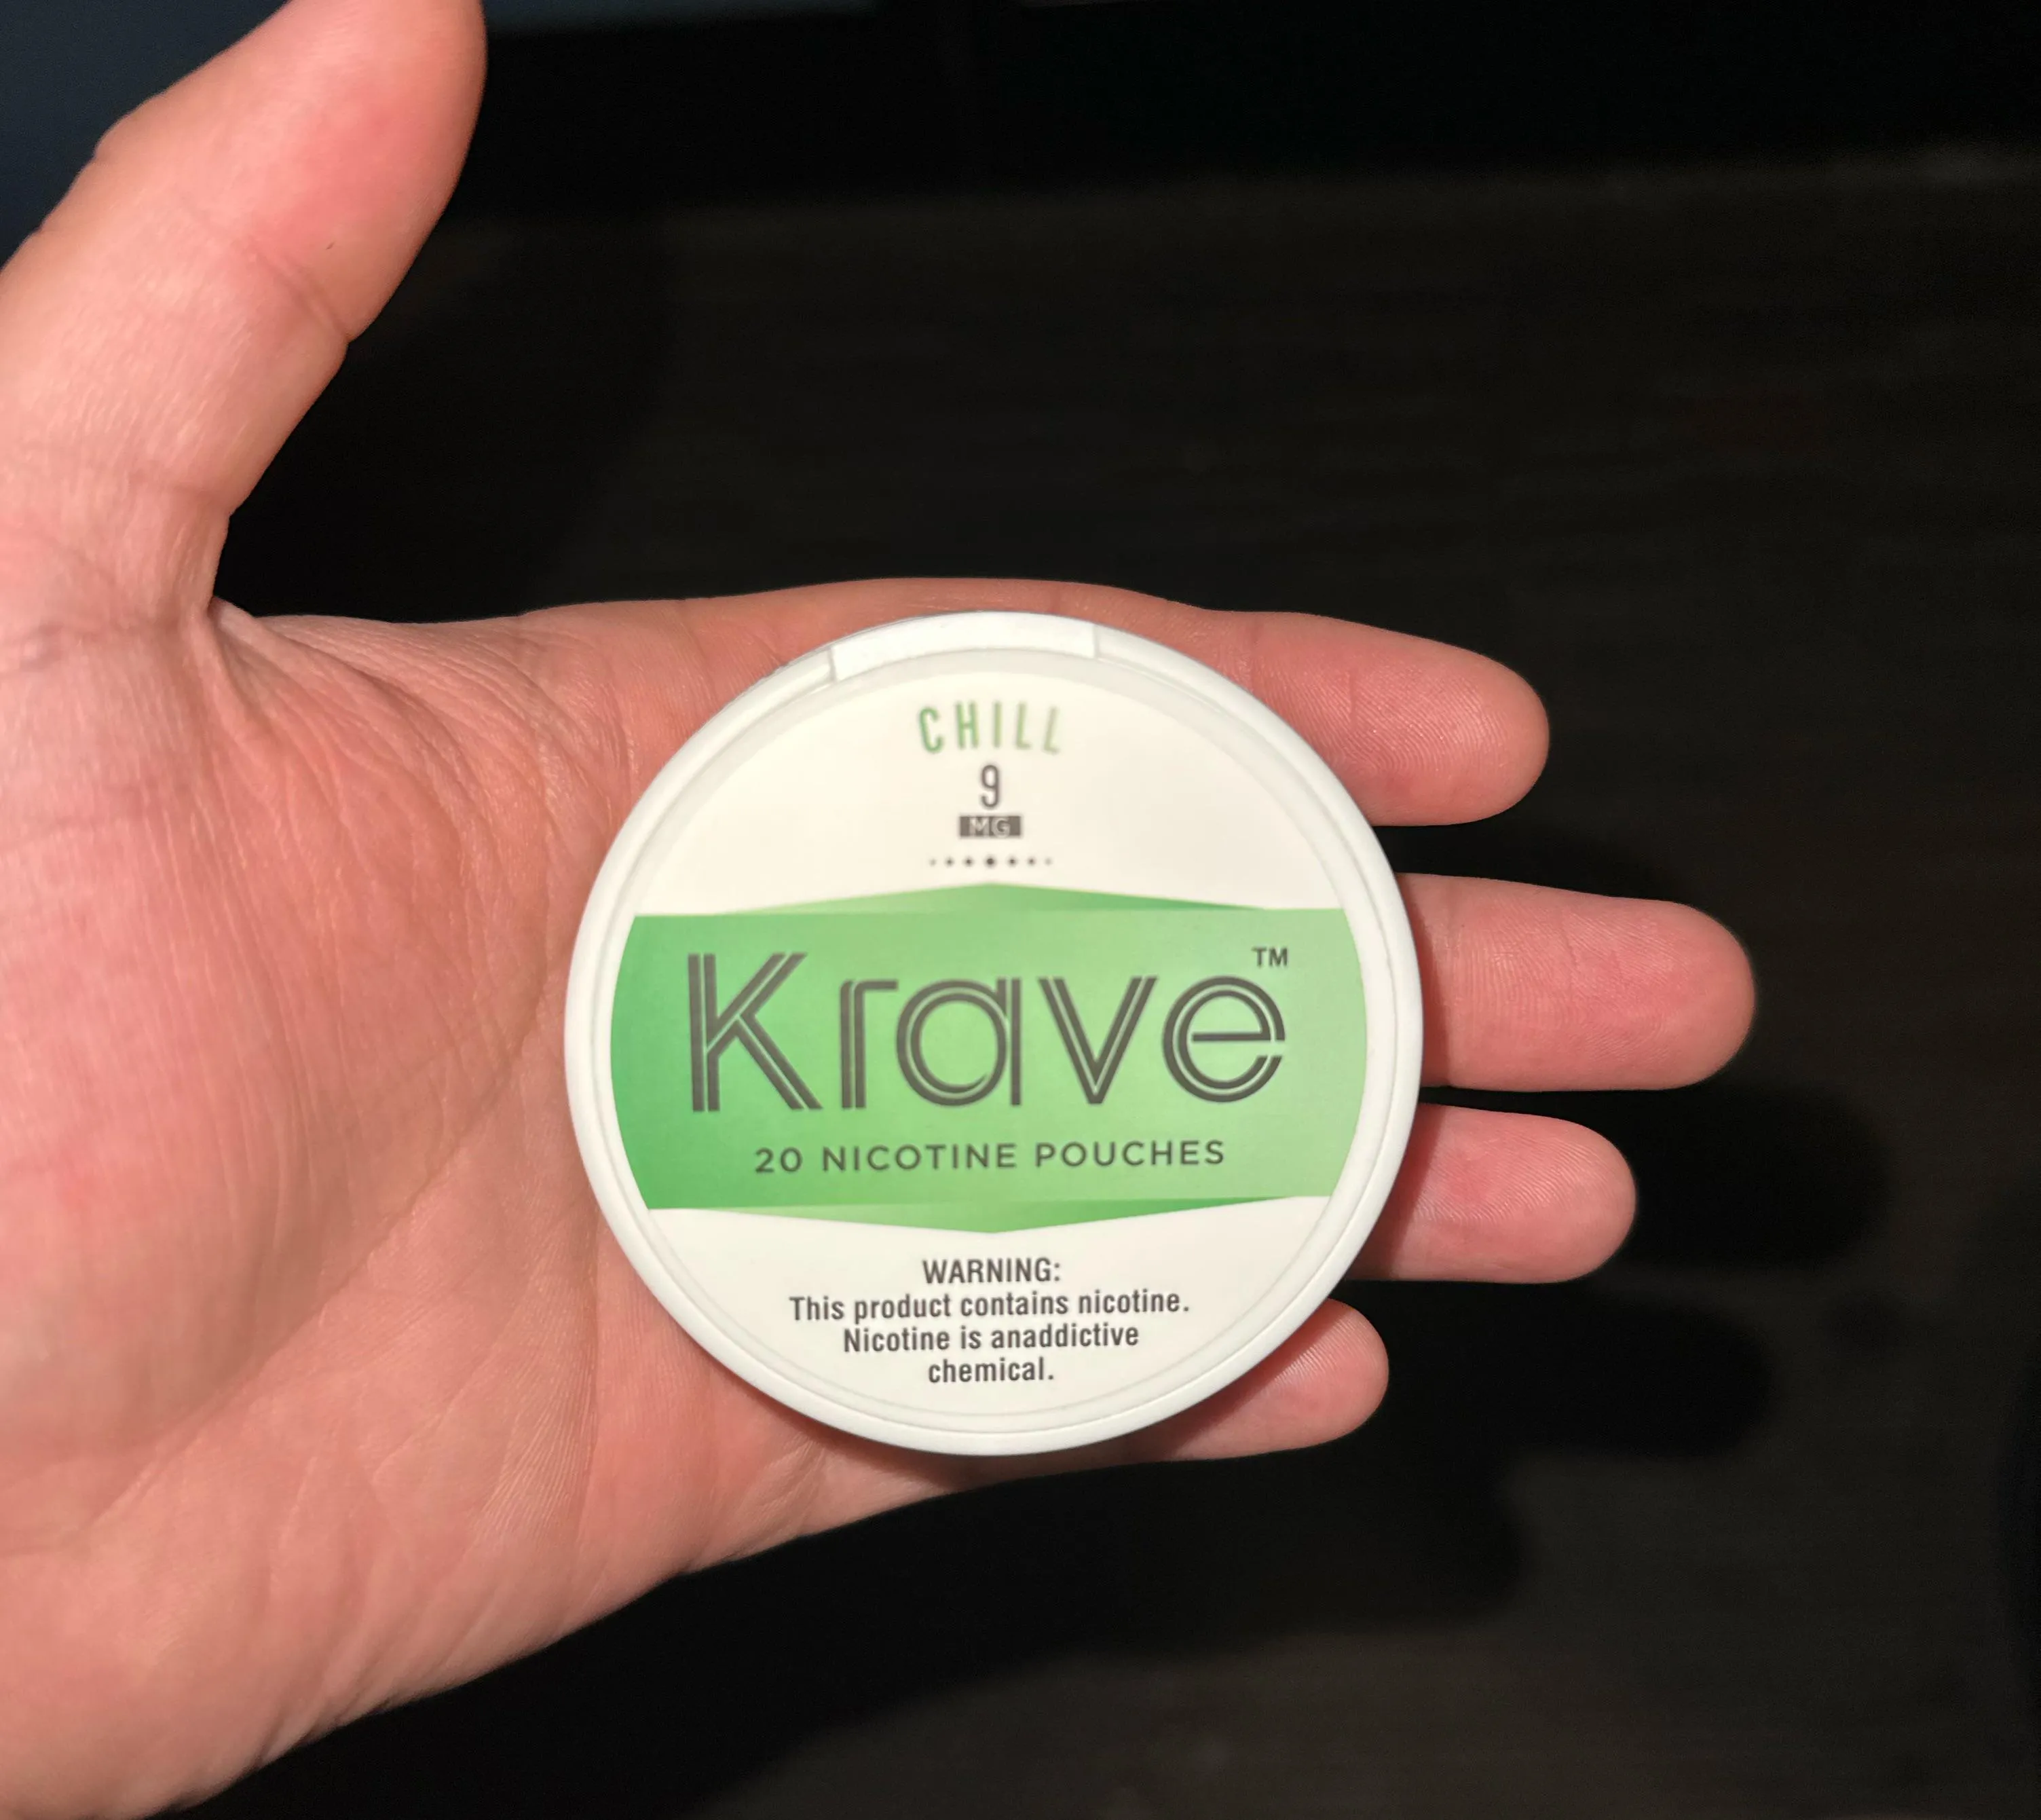 CHILL
9
MG
Krave™
20 NICOTINE POUCHES
WARNING:
This product contains nicotine.
Nicotine is anaddictive
chemical.